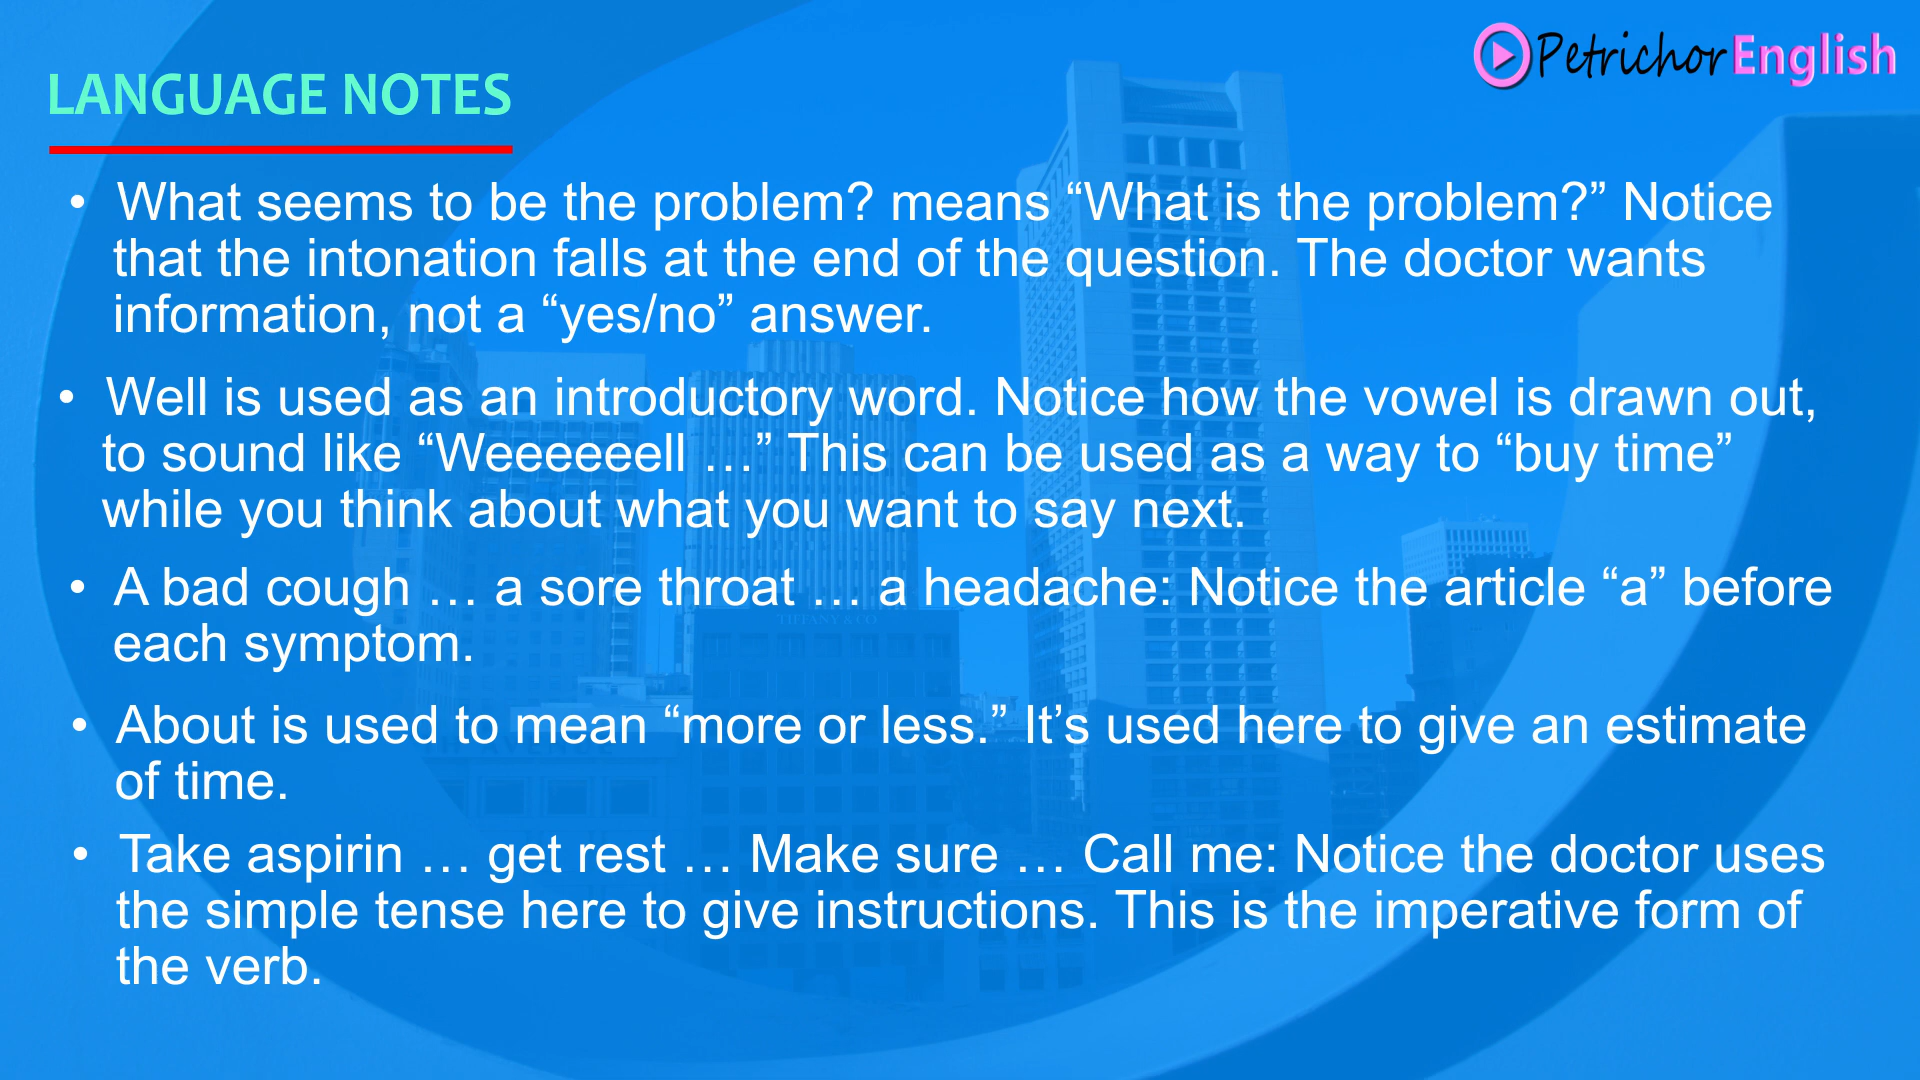 Petrichor English
LANGUAGE NOTES
• What seems to be the problem? means “What is the problem?” Notice
that the intonation falls at the end of the question. The doctor wants
information, not a “yes/no” answer.
• Well is used as an introductory word. Notice how the vowel is drawn out,
to sound like “Weeeeeell …” This can be used as a way to “buy time”
while you think about what you want to say next.
• A bad cough … a sore throat … a headache: Notice the article “a” before
each symptom.
TIFFANY & CO
• About is used to mean “more or less.” It’s used here to give an estimate
of time.
• Take aspirin … get rest … Make sure … Call me: Notice the doctor uses
the simple tense here to give instructions. This is the imperative form of
the verb.